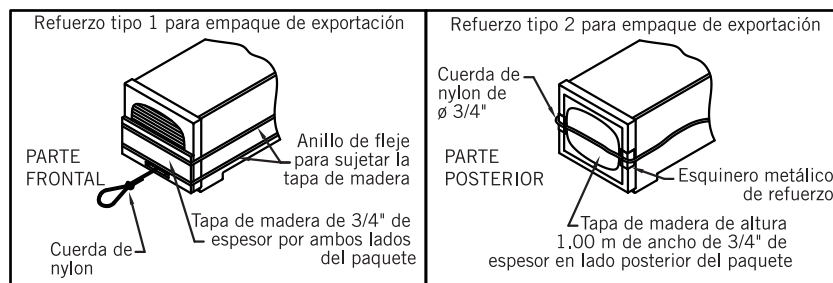 Refuerzo tipo 1 para empaque de exportación
PARTE
FRONTAL
Anillo de fleje
para sujetar la
tapa de madera
Tapa de madera de 3/4" de
espesor por ambos lados
del paquete
Cuerda de
nylon
Refuerzo tipo 2 para empaque de exportación
Cuerda de
nylon de
ø 3/4"
PARTE
POSTERIOR
Esquinero metálico
de refuerzo
Tapa de madera de altura
1.00 m de ancho de 3/4" de
espesor en lado posterior del paquete